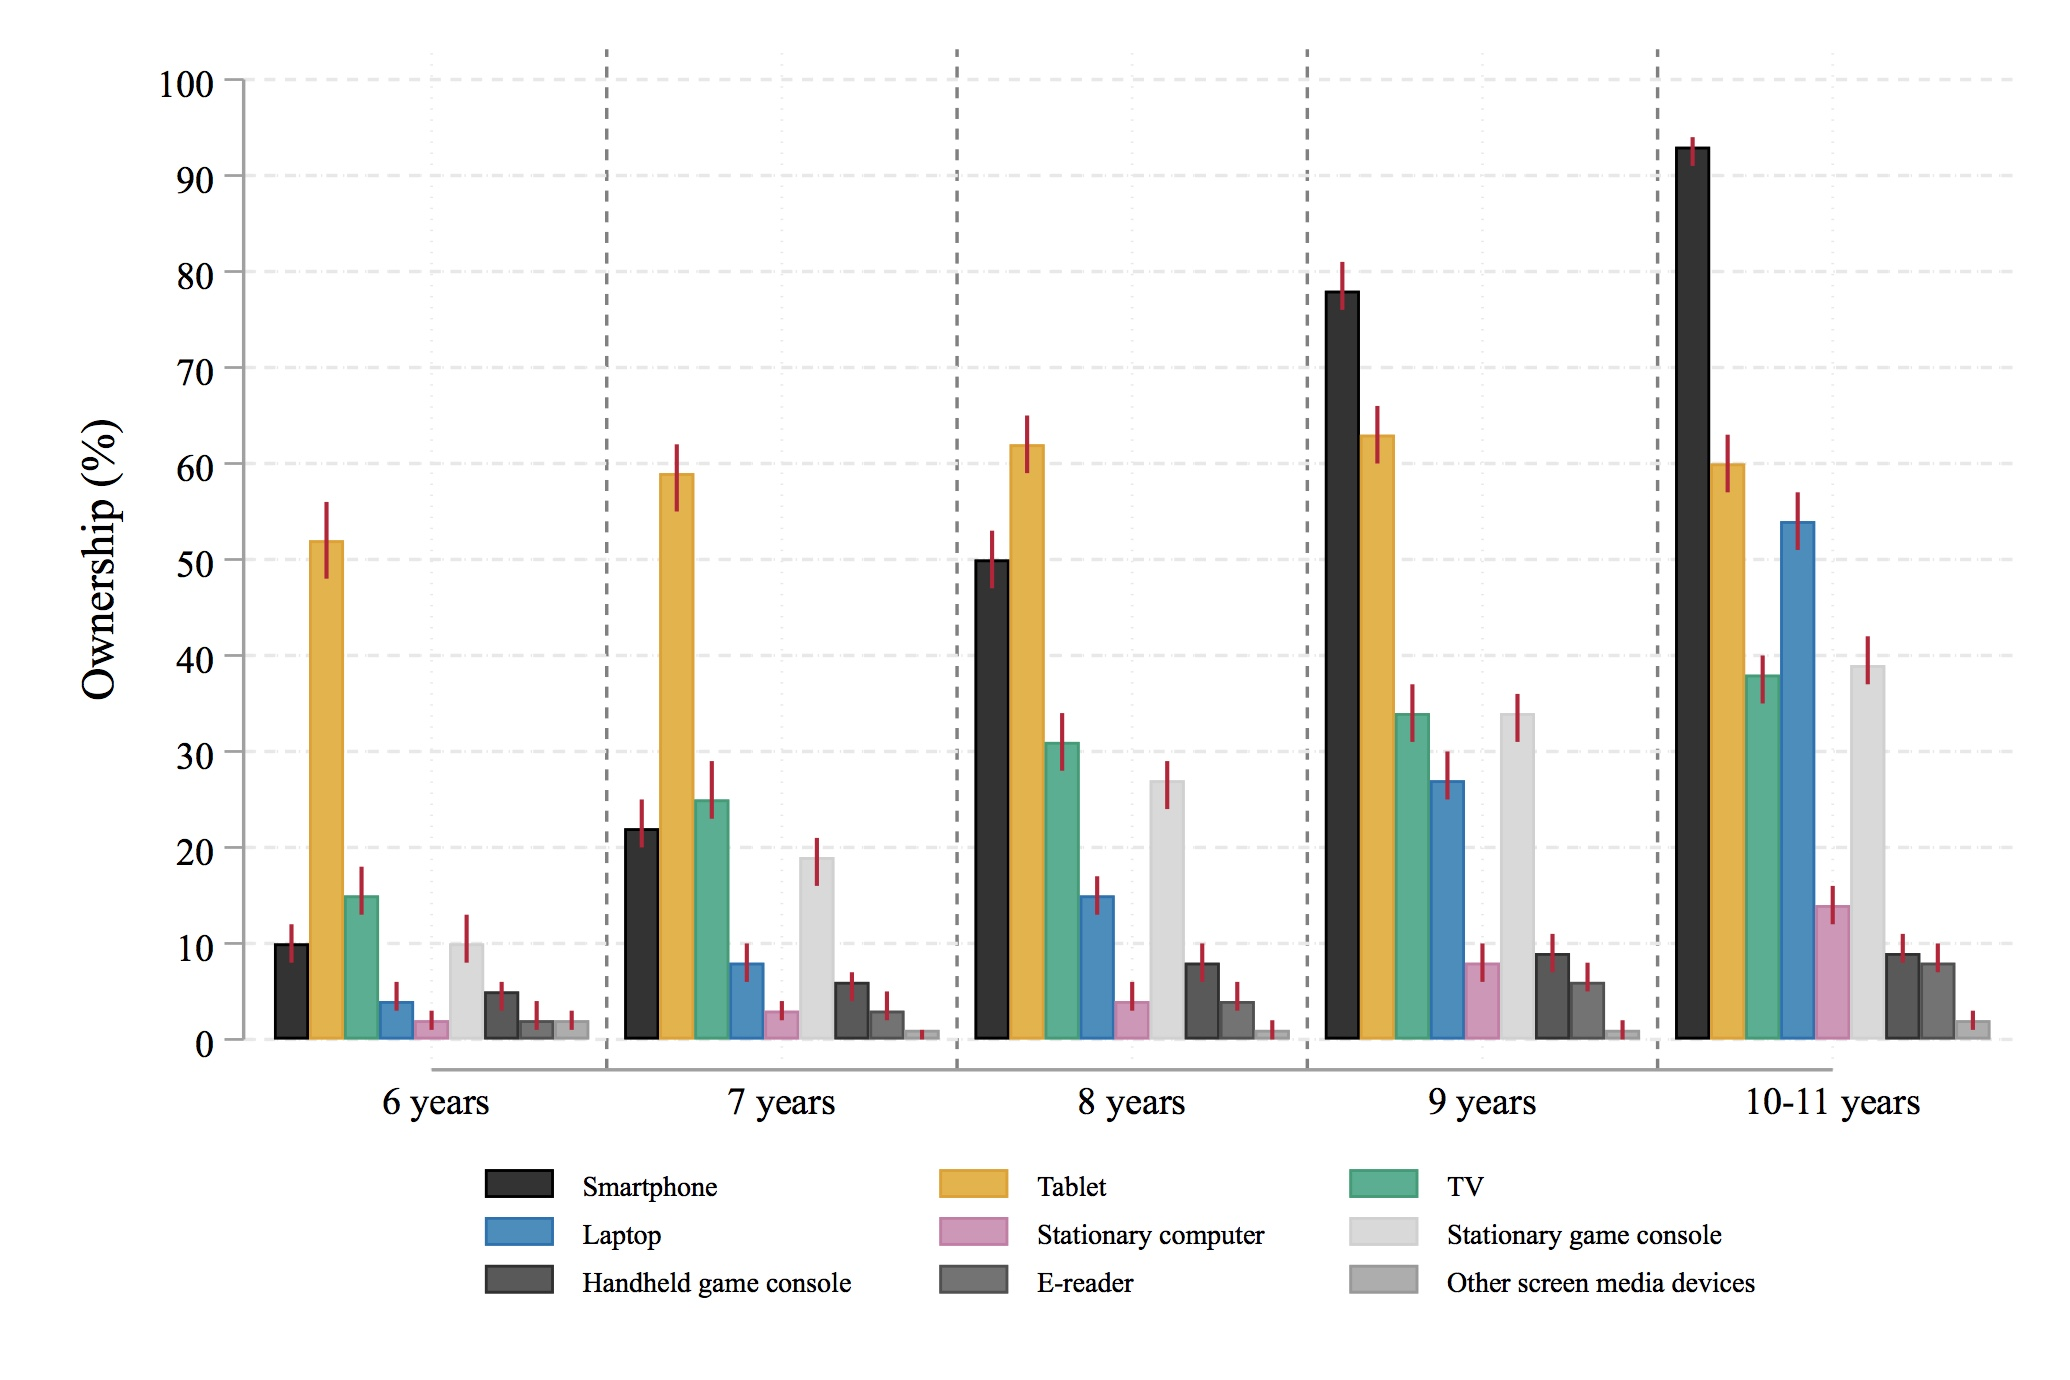 100
90
80
70
60
50
40
30
20
10
0
Ownership (%)
6 years 7 years 8 years 9 years 10-11 years
Smartphone Tablet TV
Laptop Stationary computer Stationary game console
Handheld game console E-reader Other screen media devices